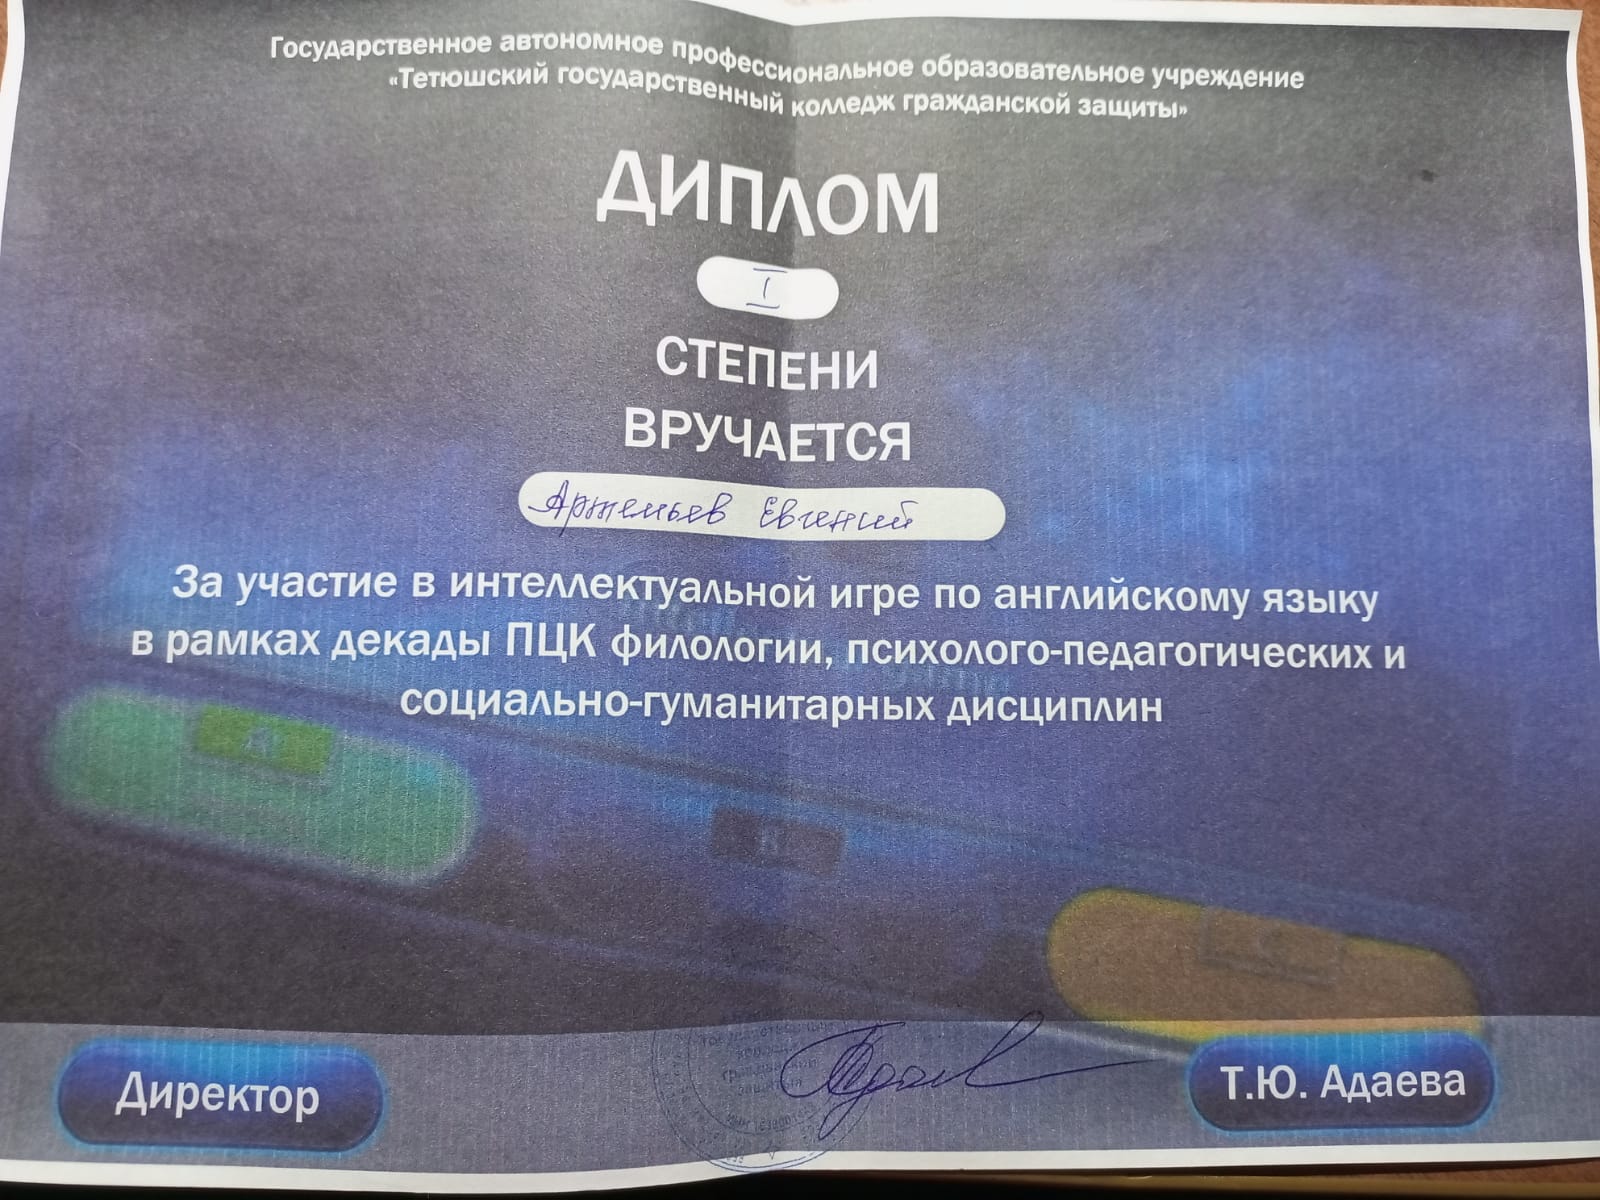 Государственное автономное профессиональное образовательное учреждение
«Тетюшский государственный колледж гражданской защиты»
ДИПЛОМ
I
СТЕПЕНИ
ВРУЧАЕТСЯ
Артемьев Евгений
За участие в интеллектуальной игре по английскому языку
в рамках декады ПЦК филологии, психолого-педагогических и
социально-гуманитарных дисциплин
Директор
Т.Ю. Адаева